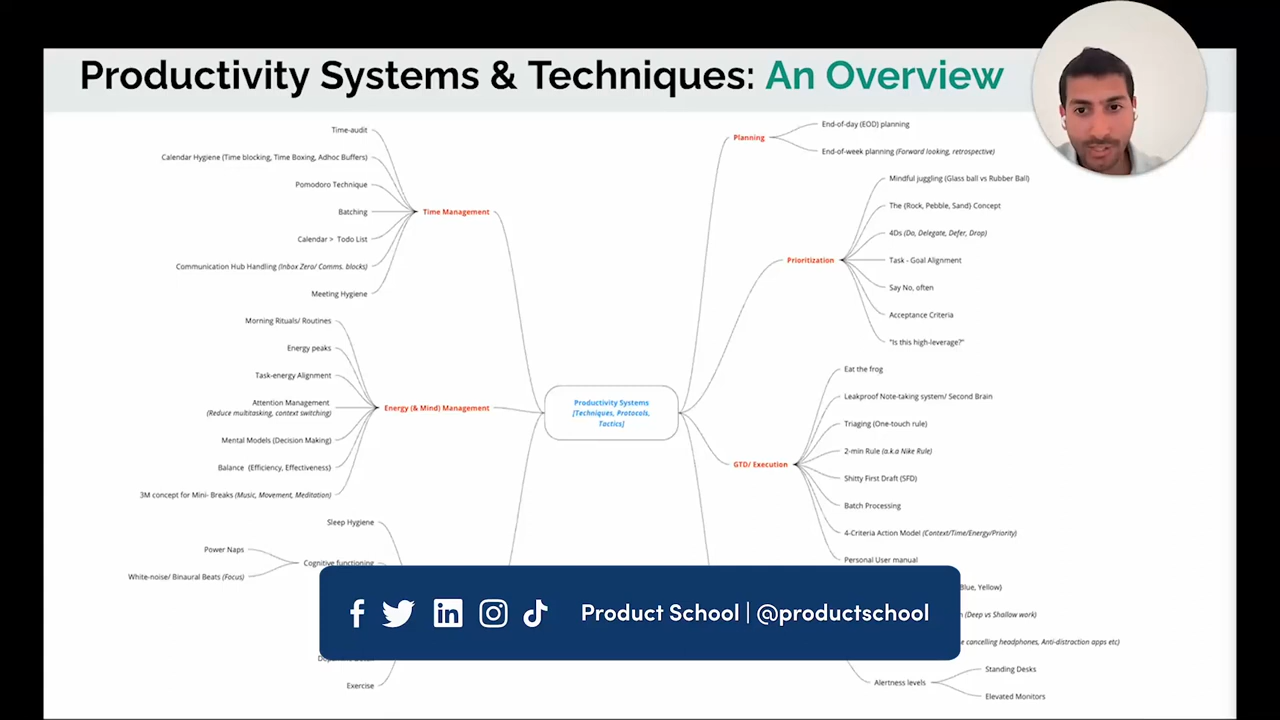 Productivity Systems & Techniques: An Overview
Time-audit
Calendar Hygiene (Time blocking, Time Boxing, Adhoc Buffers)
Pomodoro Technique
Batching
Calendar > Todo List
Communication Hub Handling (Inbox Zero/ Comms. blocks)
Meeting Hygiene
Time Management
Morning Rituals/ Routines
Energy peaks
Task-energy Alignment
Attention Management
(Reduce multitasking, context switching)
Mental Models (Decision Making)
Balance {Efficiency, Effectiveness}
3M concept for Mini- Breaks (Music, Movement, Meditation)
Energy (& Mind) Management
Sleep Hygiene
Power Naps
White-noise/ Binaural Beats (Focus)
Cognitive functioning
Exercise
Productivity Systems
[Techniques, Protocols,
Tactics]
Planning
End-of-day (EOD) planning
End-of-week planning (Forward looking, retrospective)
Prioritization
Mindful juggling (Glass ball vs Rubber Ball)
The {Rock, Pebble, Sand} Concept
4Ds (Do, Delegate, Defer, Drop)
Task - Goal Alignment
Say No, often
Acceptance Criteria
"Is this high-leverage?"
GTD/ Execution
Eat the frog
Leakproof Note-taking system/ Second Brain
Triaging (One-touch rule)
2-min Rule (a.k.a Nike Rule)
Shitty First Draft (SFD)
Batch Processing
4-Criteria Action Model (Context/Time/Energy/Priority)
Personal User manual
Blue, Yellow)
(Deep vs Shallow work)
cancelling headphones, Anti-distraction apps etc)
Alertness levels
Standing Desks
Elevated Monitors
Product School | @productschool